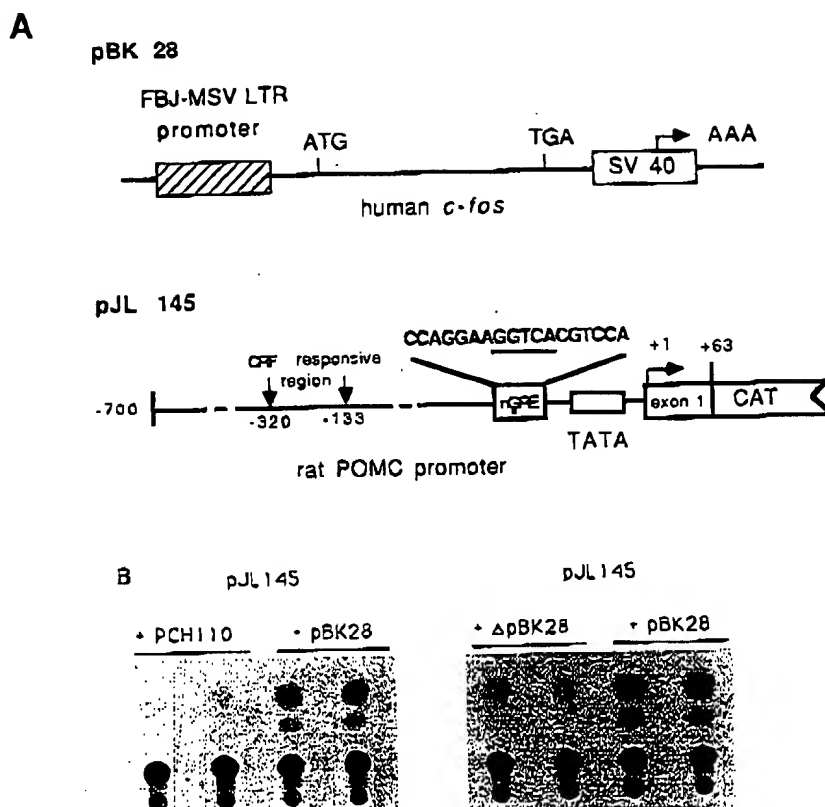 A
pBK 28
FBJ-MSV LTR
promoter
ATG
TGA
AAA
SV 40
human c-fos
pJL 145
CCAGGAAGGTCACGTCCA
CRF responsive
region
+1
+63
-700
-320
-133
nGRE
exon 1
CAT
TATA
rat POMC promoter
B
pJL145
pJL145
+ PCH110
+ pBK28
+ ΔpBK28
+ pBK28